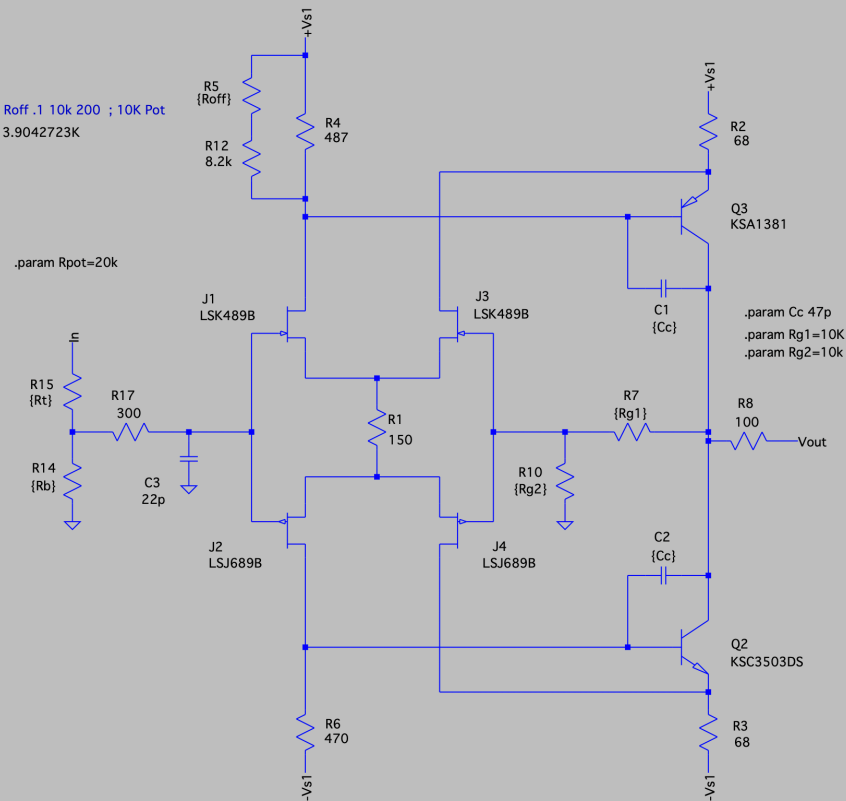 +Vs1
R5
{Roff}
Roff .1 10k 200 ; 10K Pot
3.9042723K
R4
487
R12
8.2k
+Vs1
R2
68
Q3
KSA1381
.param Rpot=20k
J1
LSK489B
J3
LSK489B
C1
{Cc}
.param Cc 47p
.param Rg1=10K
.param Rg2=10k
In
R15
{Rt}
R17
300
R1
150
R7
{Rg1}
R8
100
Vout
R14
{Rb}
C3
22p
R10
{Rg2}
J2
LSJ689B
J4
LSJ689B
C2
{Cc}
Q2
KSC3503DS
R6
470
R3
68
-Vs1
-Vs1